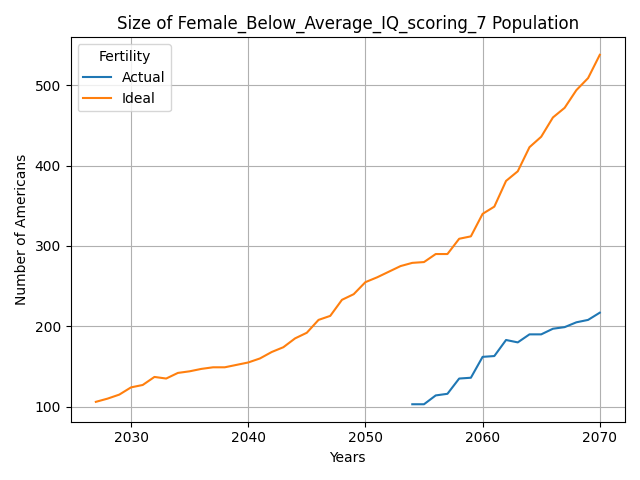 Size of Female_Below_Average_IQ_scoring_7 Population
Fertility
Actual
Ideal
Number of Americans
500
400
300
200
100
2030
2040
2050
2060
2070
Years